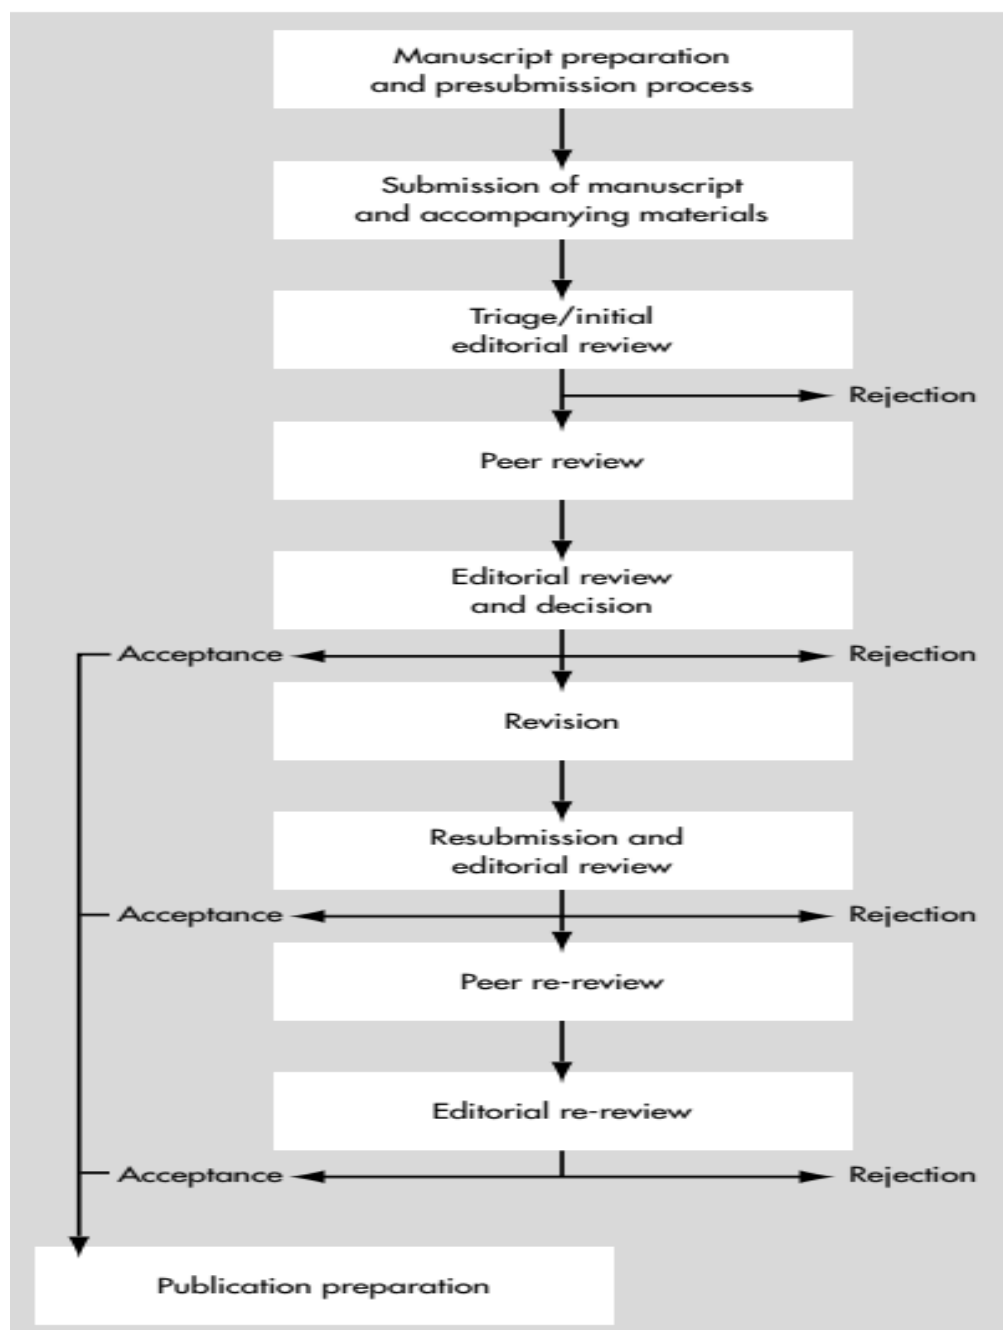 Manuscript preparation
and presubmission process
Submission of manuscript
and accompanying materials
Triage/initial
editorial review
Rejection
Peer review
Editorial review
and decision
Acceptance
Rejection
Revision
Resubmission and
editorial review
Acceptance
Rejection
Peer re-review
Editorial re-review
Acceptance
Rejection
Publication preparation